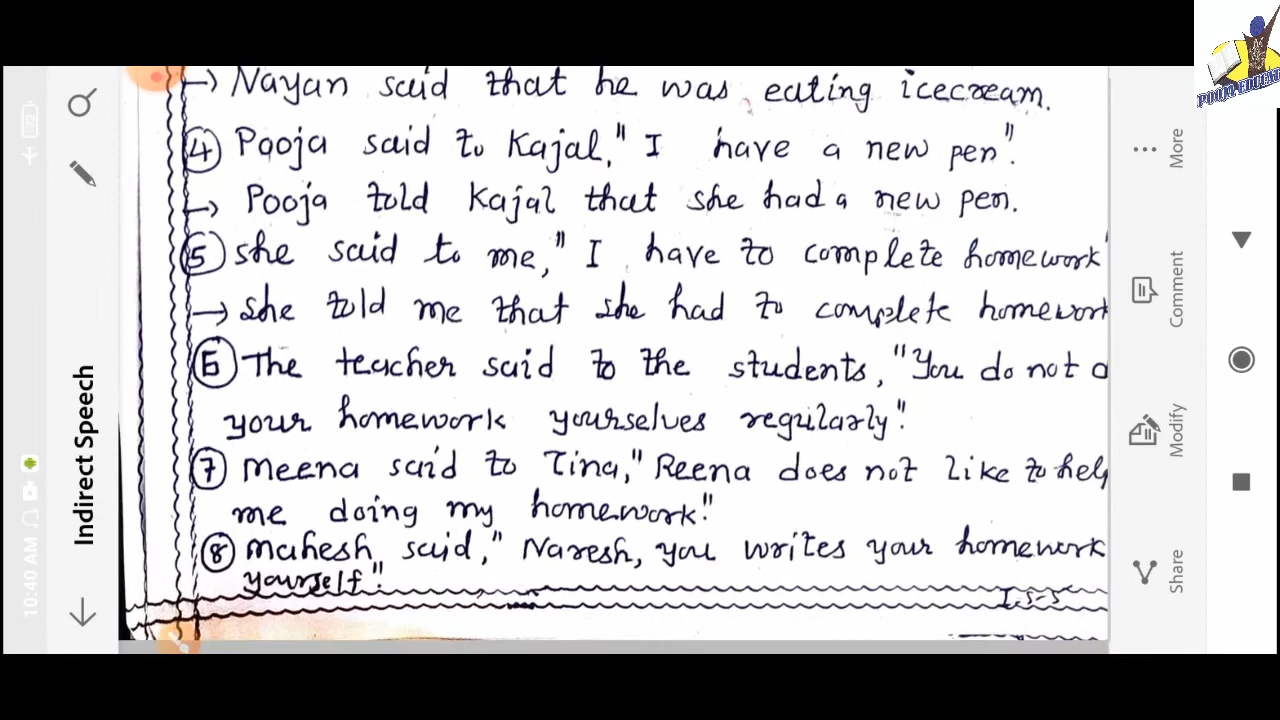 → Nayan said that he was eating icecream.
④ Pooja said to Kajal," I have a new pen".
→ Pooja told Kajal that she had a new pen.
⑤ she said to me," I have to complete homework"
→ she told me that she had to complete homework
⑥ The teacher said to the students, "You do not d
your homework yourselves regularly".
⑦ Meena said to Tina," Reena does not like to help
me doing my homework."
⑧ Mahesh said," Naresh, you writes your homework
yourself".
I.S-5
Indirect Speech
10:40 AM
More
Comment
Modify
Share